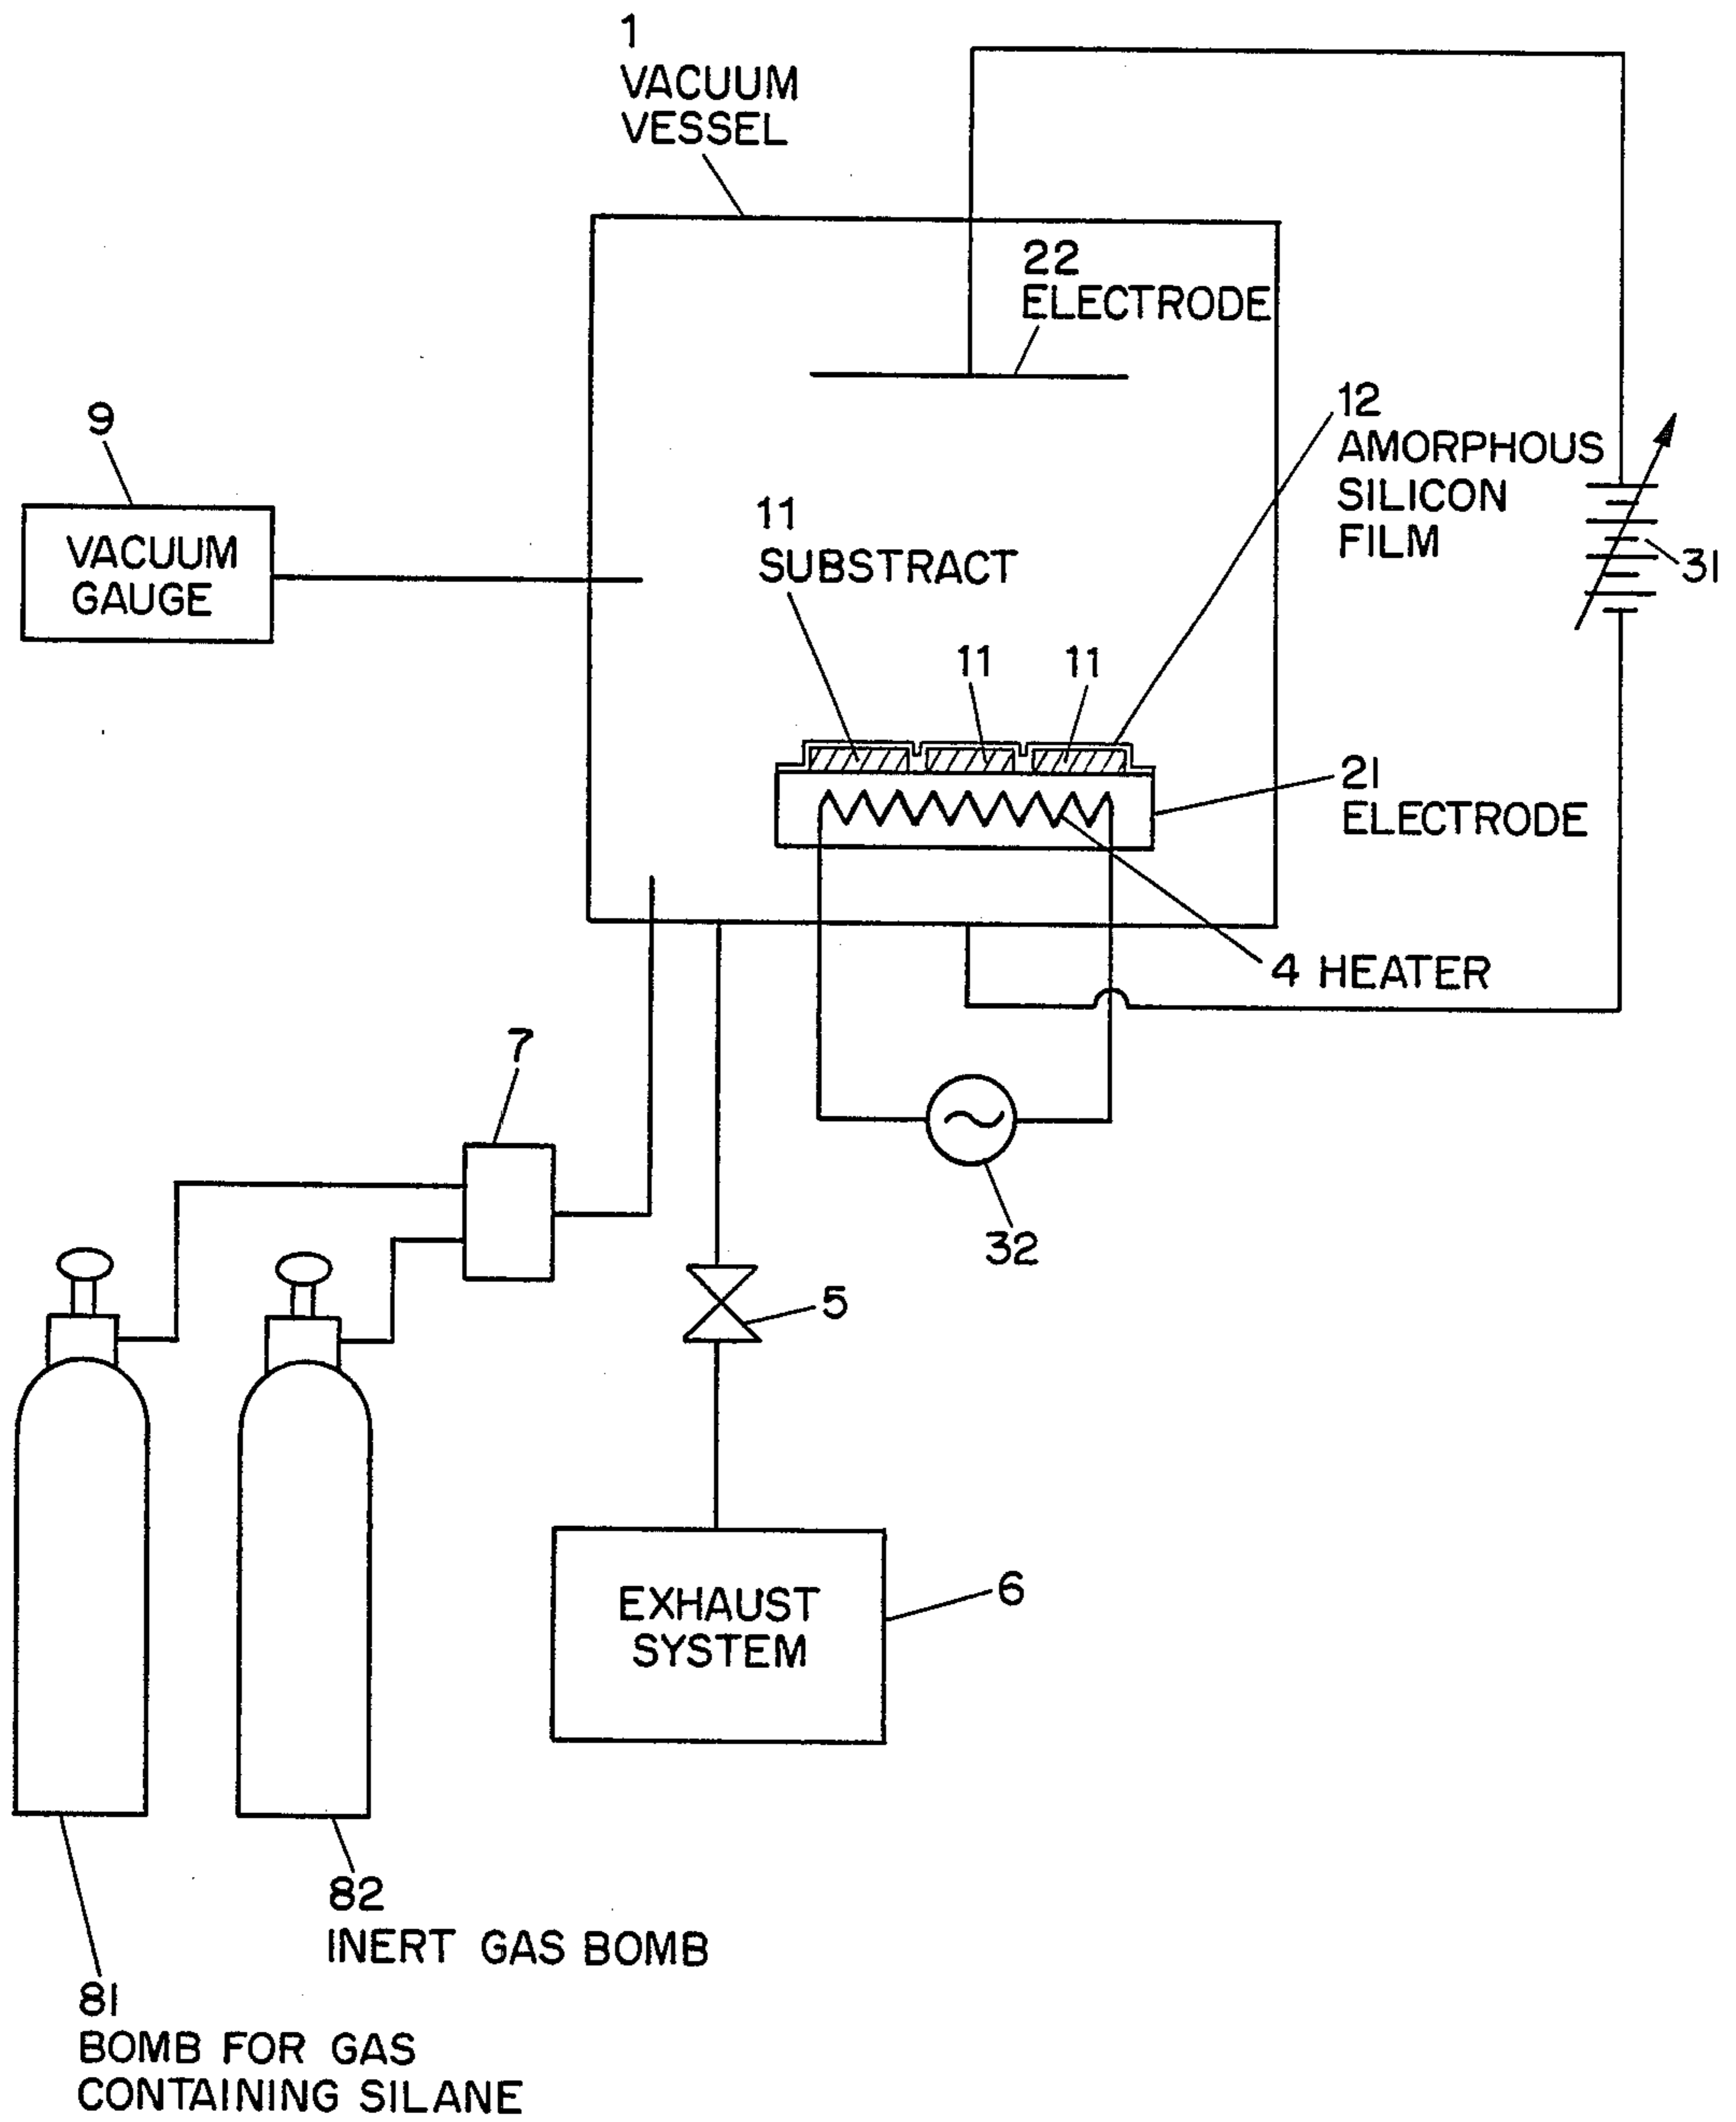 1
VACUUM
VESSEL
22
ELECTRODE
12
AMORPHOUS
SILICON
FILM
31
9
VACUUM
GAUGE
11
SUBSTRACT
11
11
21
ELECTRODE
4 HEATER
7
32
5
EXHAUST
SYSTEM
6
82
INERT GAS BOMB
81
BOMB FOR GAS
CONTAINING SILANE